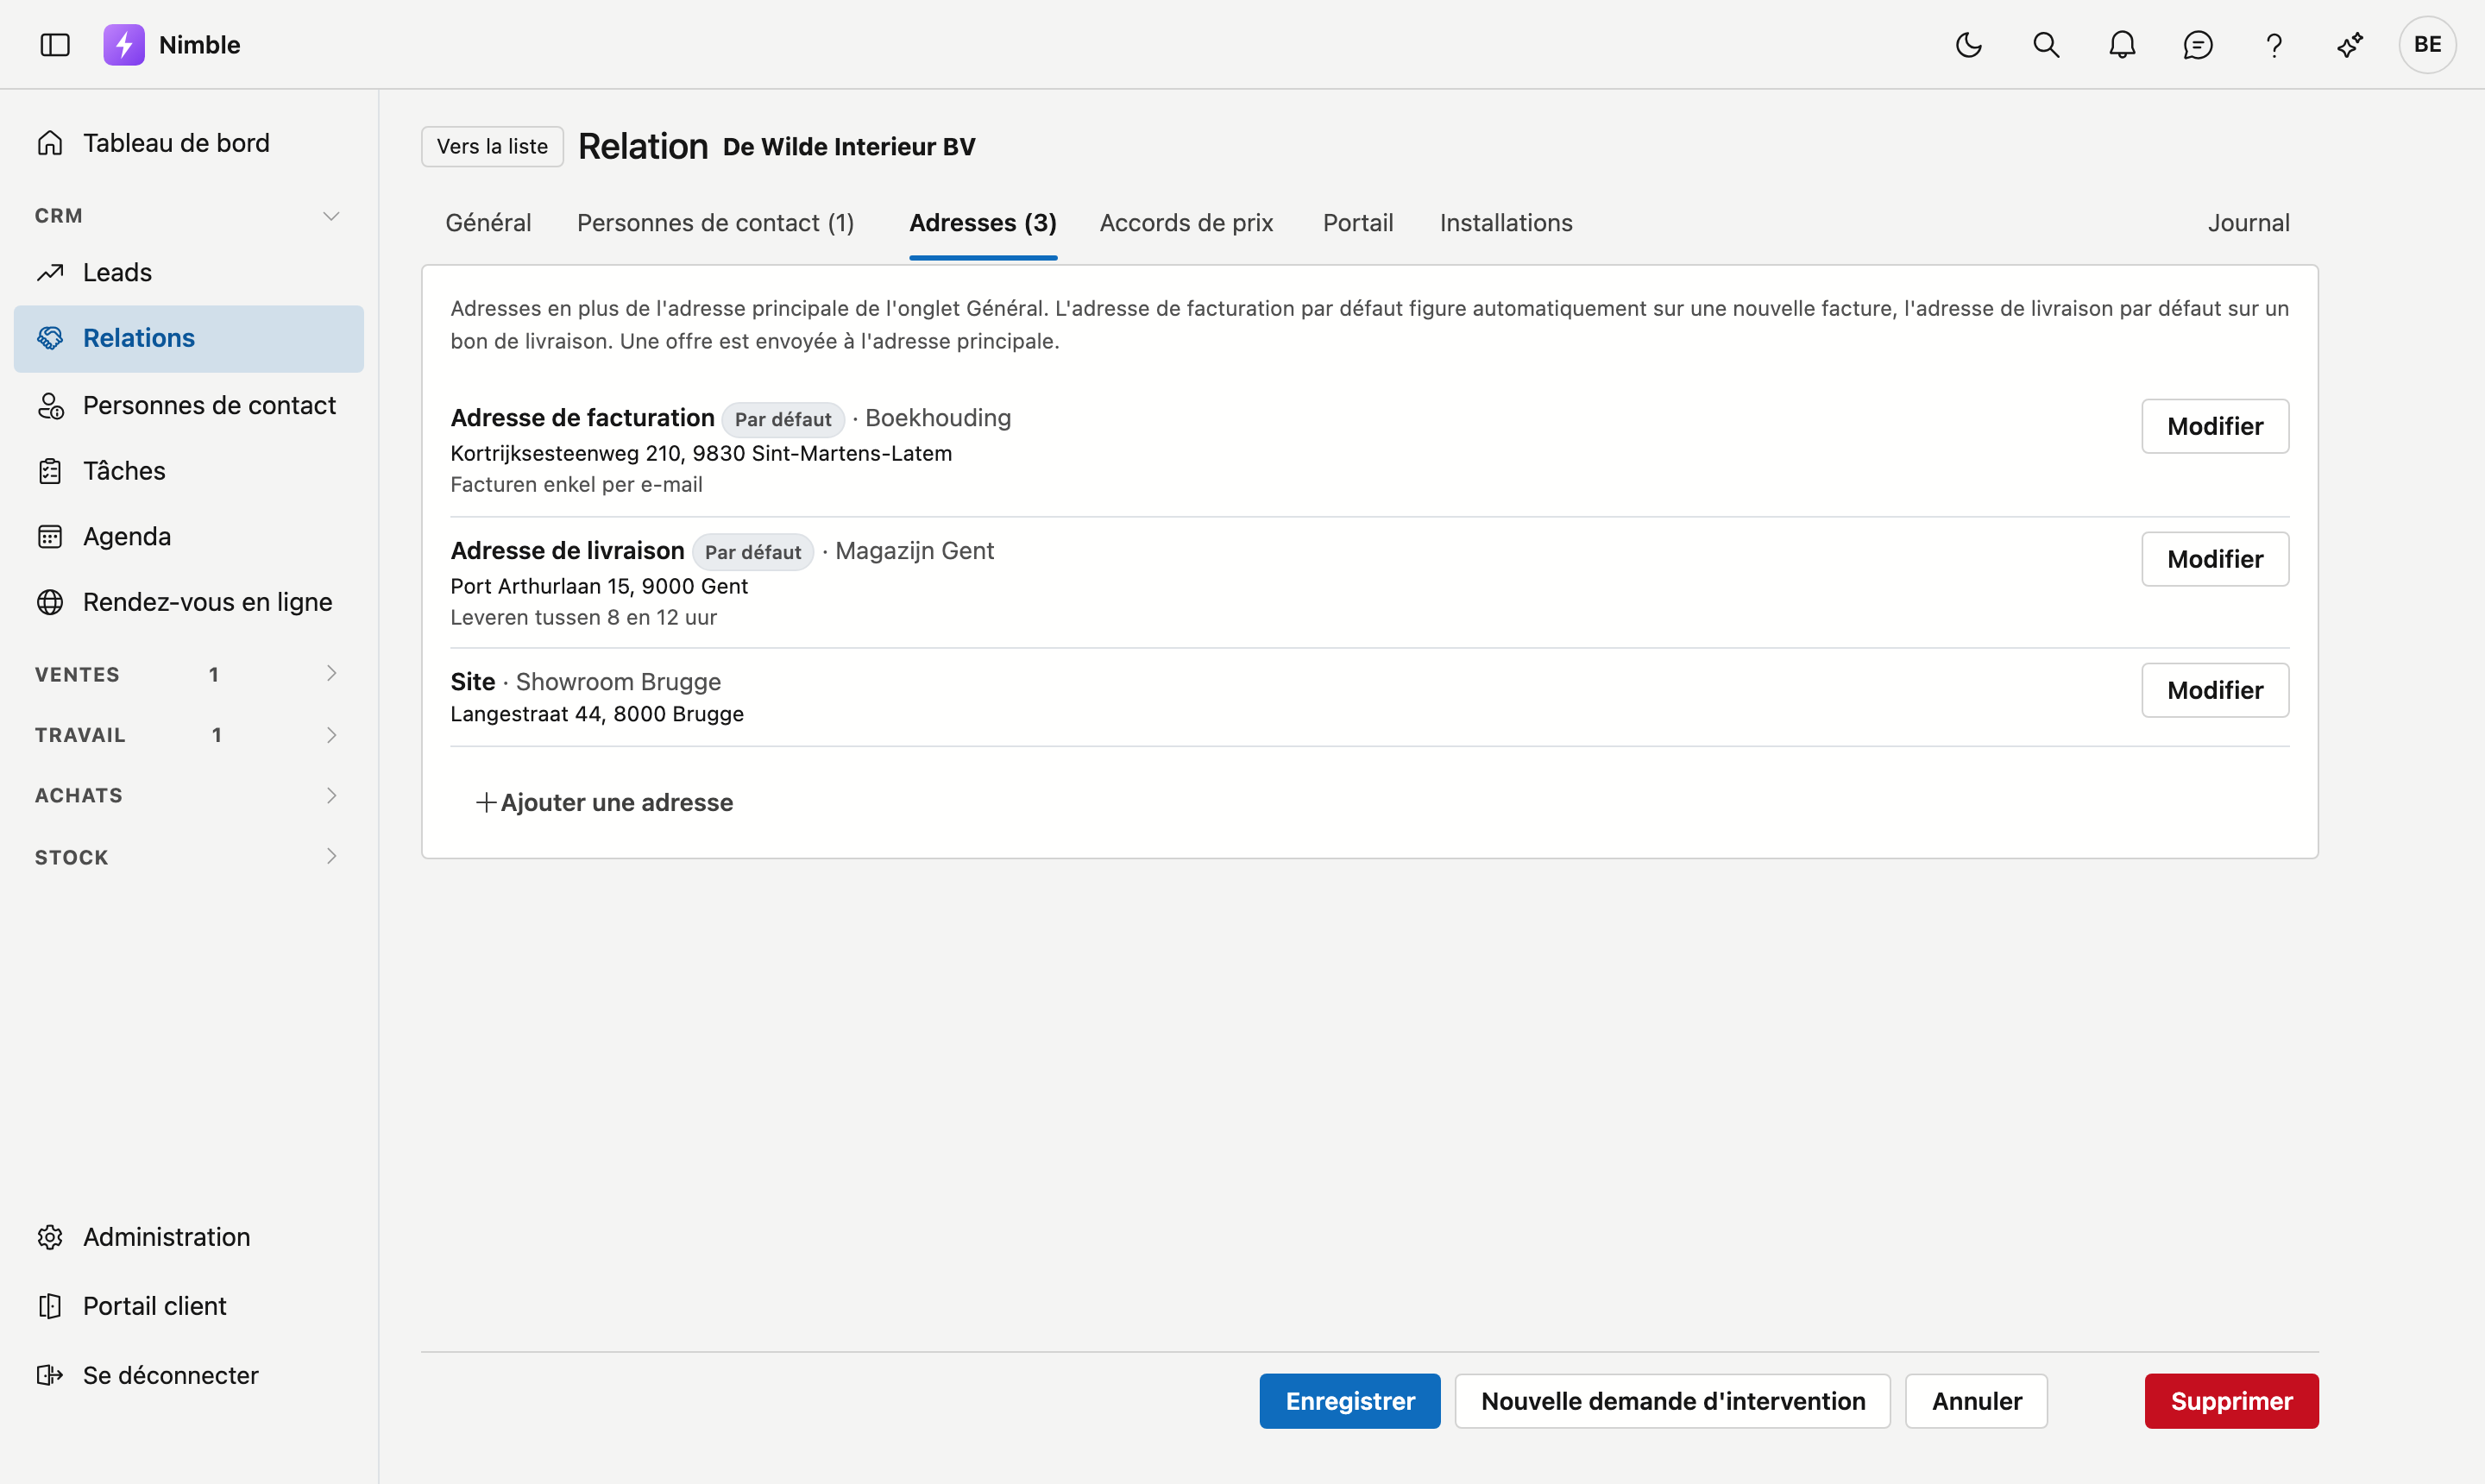 Nimble
BE
Tableau de bord
CRM
Leads
Relations
Personnes de contact
Tâches
Agenda
Rendez-vous en ligne
VENTES 1
TRAVAIL 1
ACHATS
STOCK
Administration
Portail client
Se déconnecter
Vers la liste Relation De Wilde Interieur BV
Général Personnes de contact (1) Adresses (3) Accords de prix Portail Installations Journal
Adresses en plus de l'adresse principale de l'onglet Général. L'adresse de facturation par défaut figure automatiquement sur une nouvelle facture, l'adresse de livraison par défaut sur un
bon de livraison. Une offre est envoyée à l'adresse principale.
Adresse de facturation Par défaut · Boekhouding
Modifier
Kortrijksesteenweg 210, 9830 Sint-Martens-Latem
Facturen enkel per e-mail
Adresse de livraison Par défaut · Magazijn Gent
Modifier
Port Arthurlaan 15, 9000 Gent
Leveren tussen 8 en 12 uur
Site · Showroom Brugge
Modifier
Langestraat 44, 8000 Brugge
Ajouter une adresse
Enregistrer Nouvelle demande d'intervention Annuler Supprimer